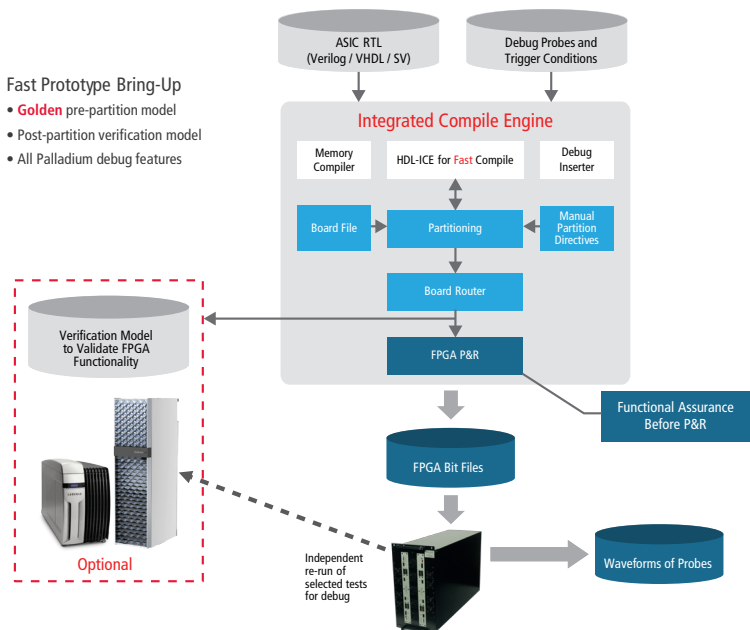 ASIC RTL
(Verilog / VHDL / SV)
Debug Probes and
Trigger Conditions
Fast Prototype Bring-Up
• Golden pre-partition model
• Post-partition verification model
• All Palladium debug features
Integrated Compile Engine
Memory
Compiler
HDL-ICE for Fast Compile
Debug
Inserter
Board File
Partitioning
Manual
Partition
Directives
Board Router
Verification Model
to Validate FPGA
Functionality
FPGA P&R
Functional Assurance
Before P&R
FPGA Bit Files
Optional
Independent
re-run of
selected tests
for debug
Waveforms of Probes